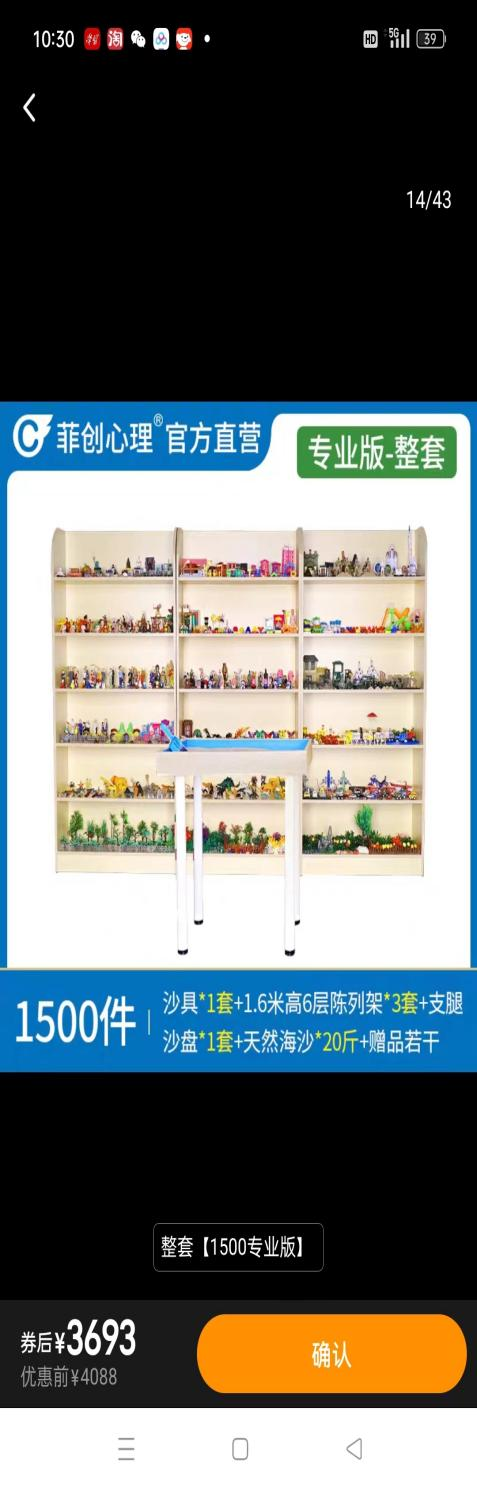 10:30
HD 5G 39
14/43
菲创心理®官方直营
专业版-整套
1500件
沙具*1套+1.6米高6层陈列架*3套+支腿
沙盘*1套+天然海沙*20斤+赠品若干
整套【1500专业版】
券后¥3693
优惠前¥4088
确认